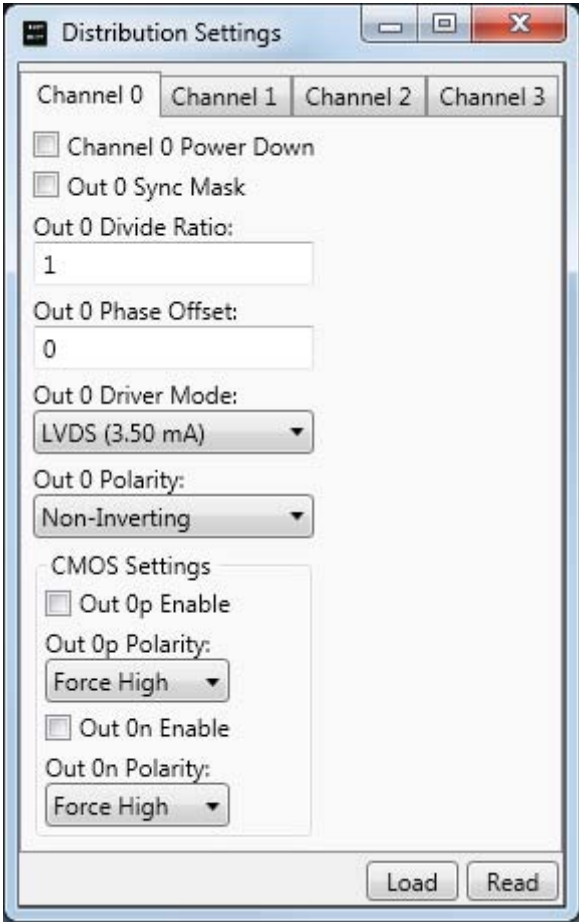 Distribution Settings
Channel 0 Channel 1 Channel 2 Channel 3
Channel 0 Power Down
Out 0 Sync Mask
Out 0 Divide Ratio:
1
Out 0 Phase Offset:
0
Out 0 Driver Mode:
LVDS (3.50 mA)
Out 0 Polarity:
Non-Inverting
CMOS Settings
Out 0p Enable
Out 0p Polarity:
Force High
Out 0n Enable
Out 0n Polarity:
Force High
Load Read